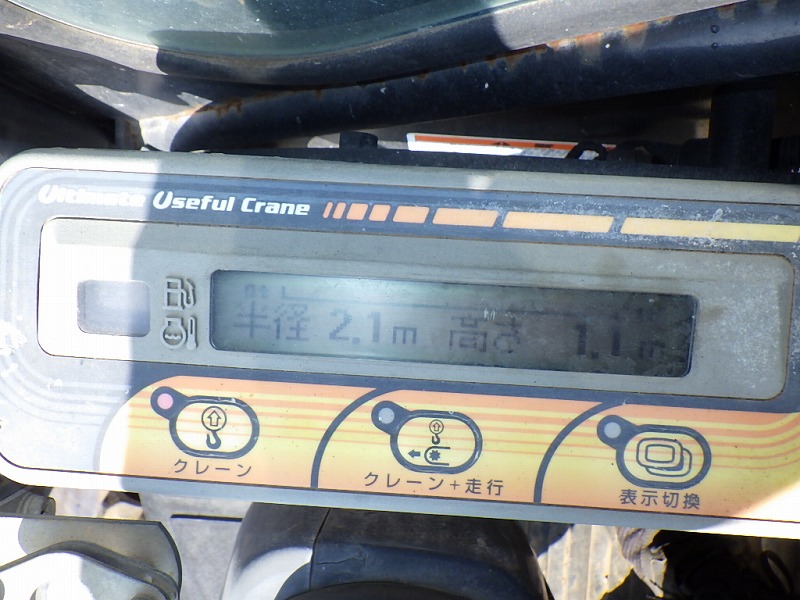 Ultimate Useful Crane
半径 2.1m 高さ 1.1m
クレーン
クレーン+走行
表示切換